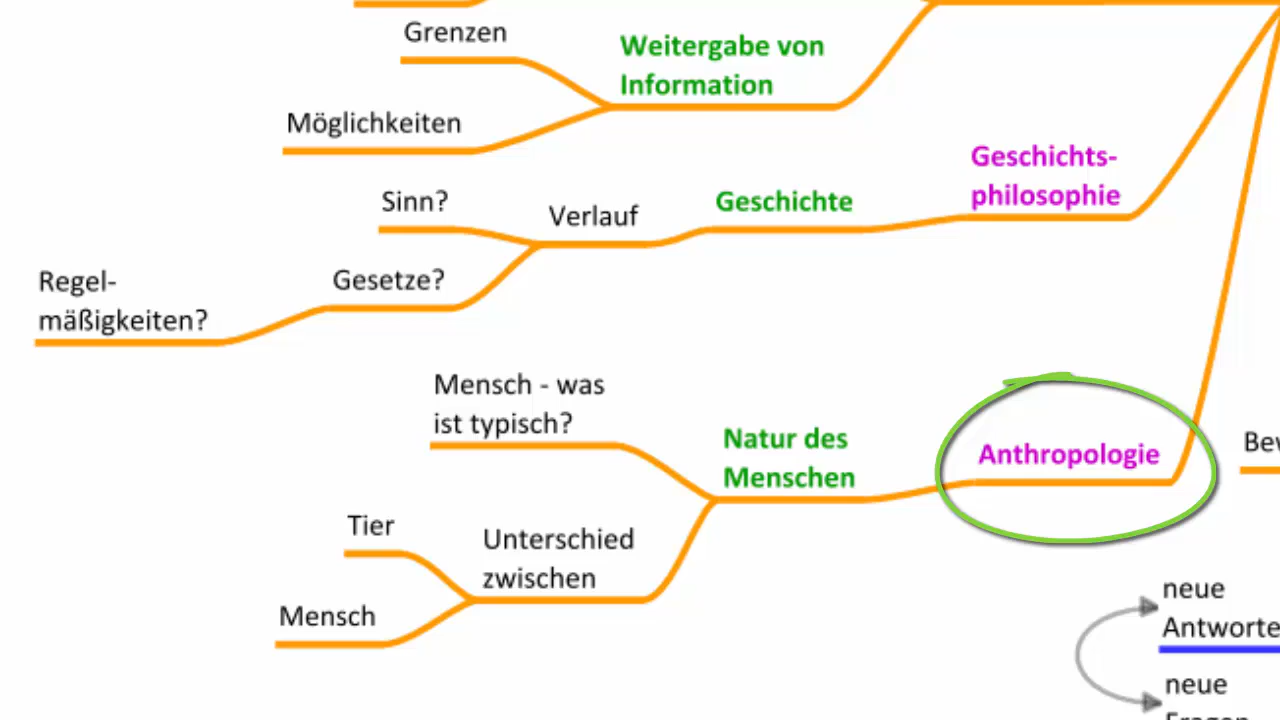 Grenzen
Weitergabe von
Information
Möglichkeiten
Geschichts-
philosophie
Sinn?
Verlauf
Geschichte
Regel-
mäßigkeiten?
Gesetze?
Mensch - was
ist typisch?
Natur des
Menschen
Anthropologie
Tier
Unterschied
zwischen
Mensch
neue
Antworte
neue